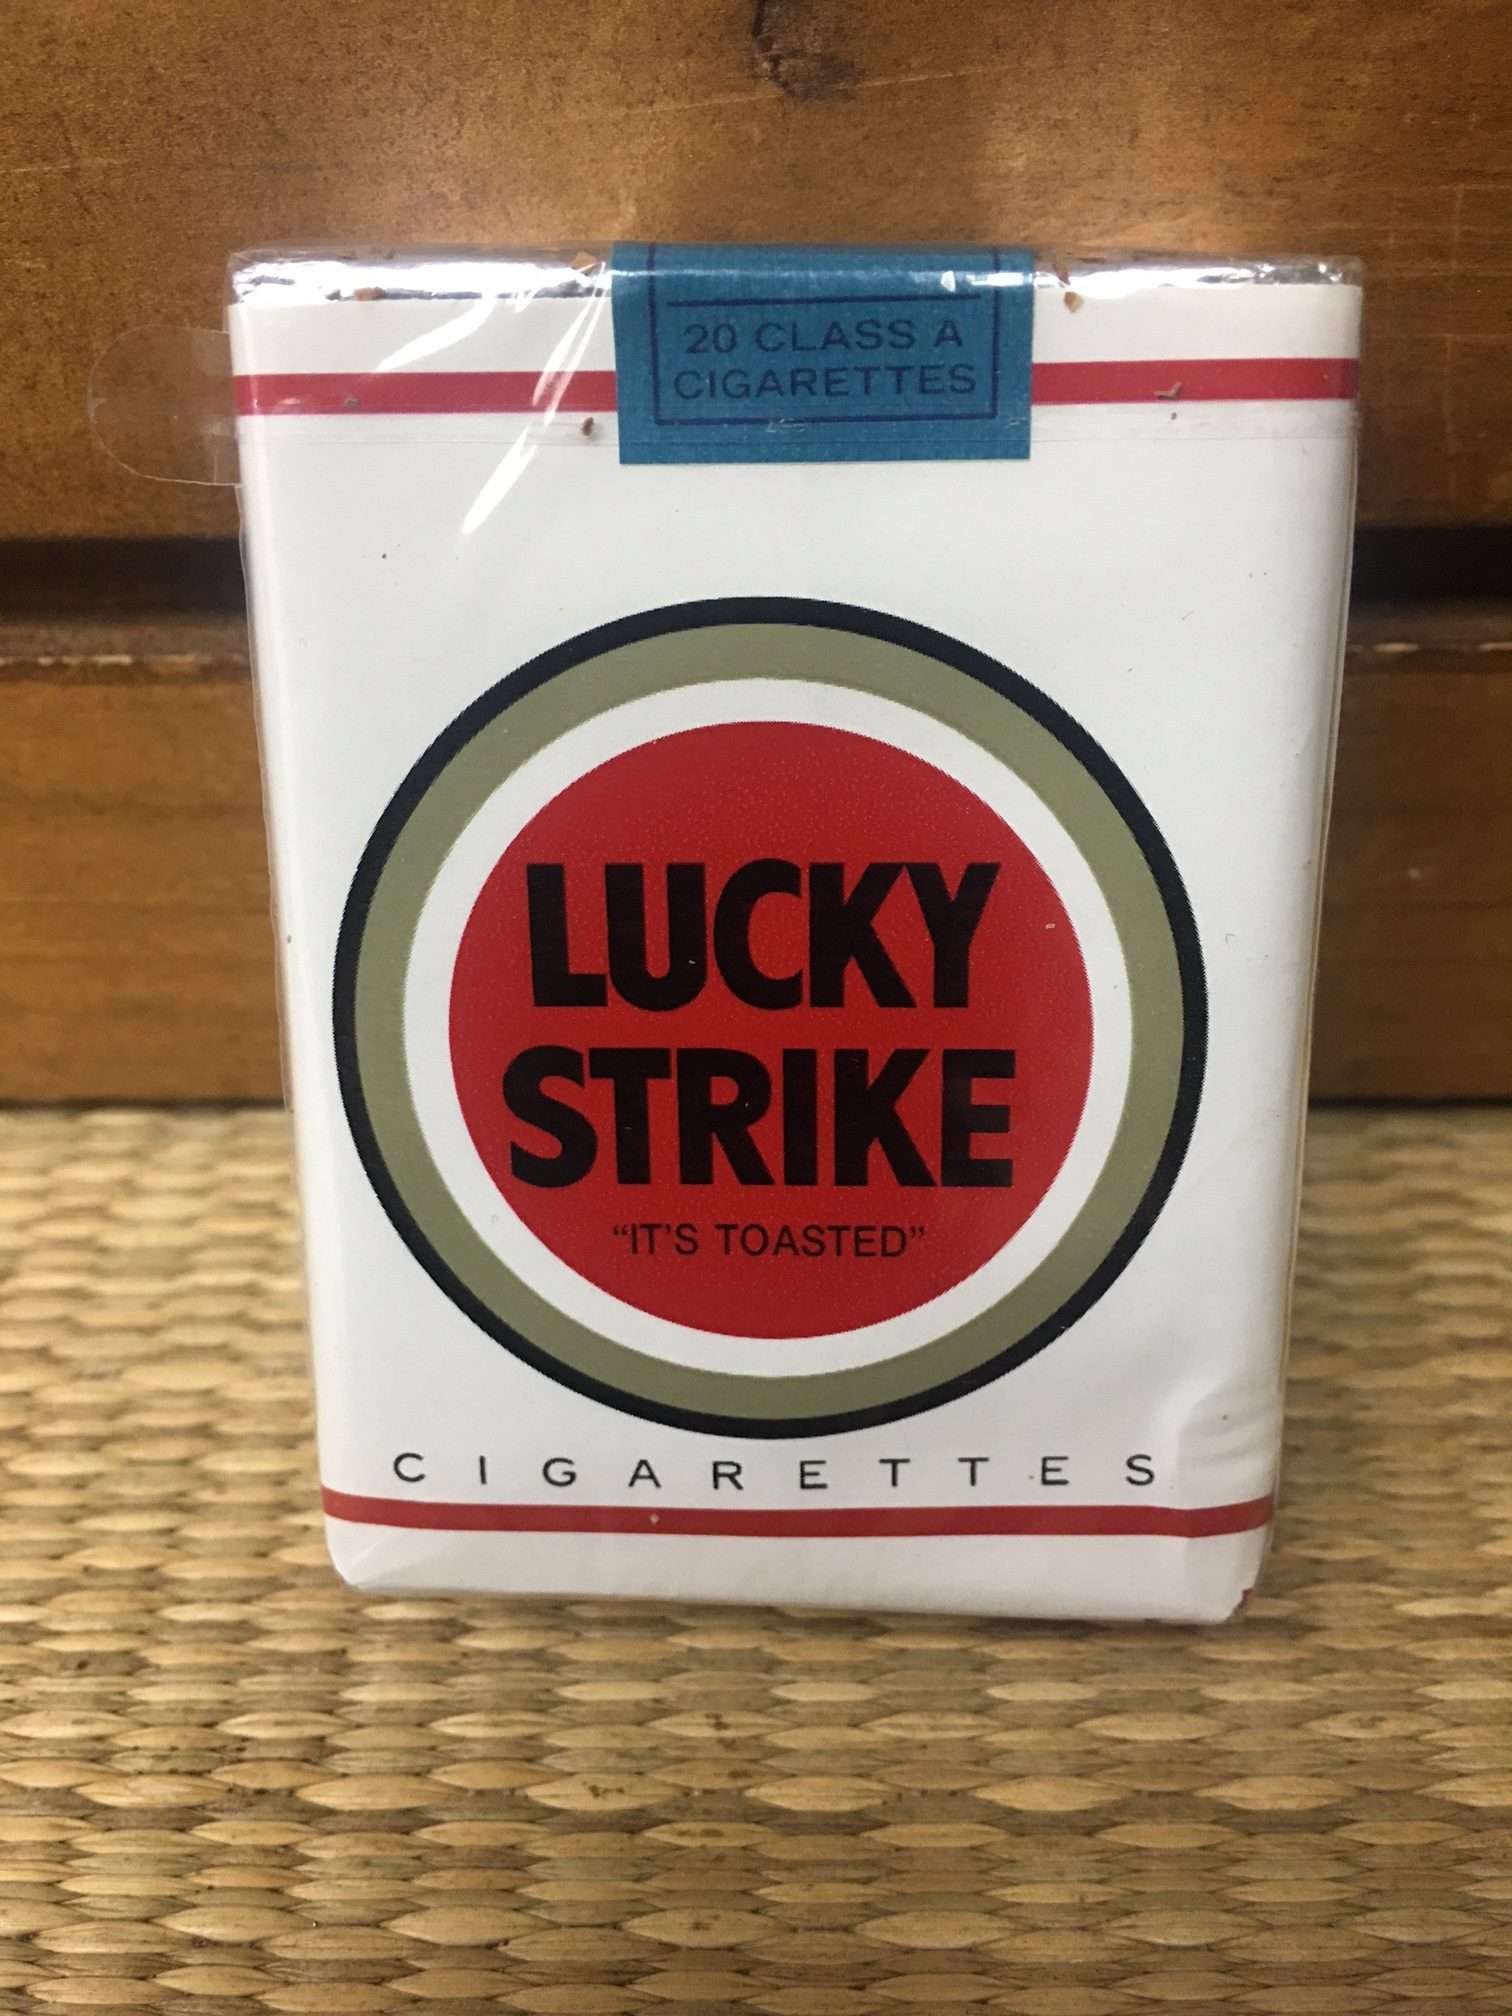 20 CLASS A
CIGARETTES
LUCKY
STRIKE
“IT’S TOASTED”
CIGARETTES